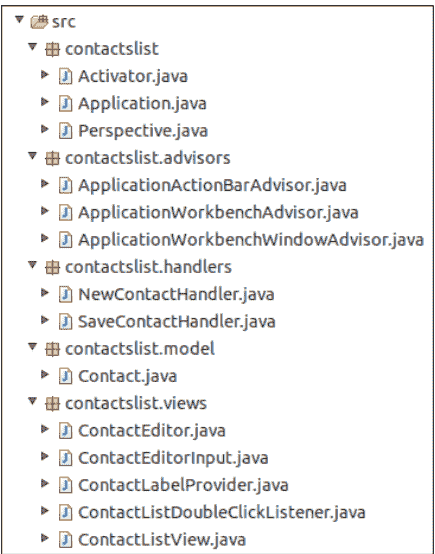 src
contactslist
Activator.java
Application.java
Perspective.java
contactslist.advisors
ApplicationActionBarAdvisor.java
ApplicationWorkbenchAdvisor.java
ApplicationWorkbenchWindowAdvisor.java
contactslist.handlers
NewContactHandler.java
SaveContactHandler.java
contactslist.model
Contact.java
contactslist.views
ContactEditor.java
ContactEditorInput.java
ContactLabelProvider.java
ContactListDoubleClickListener.java
ContactListView.java